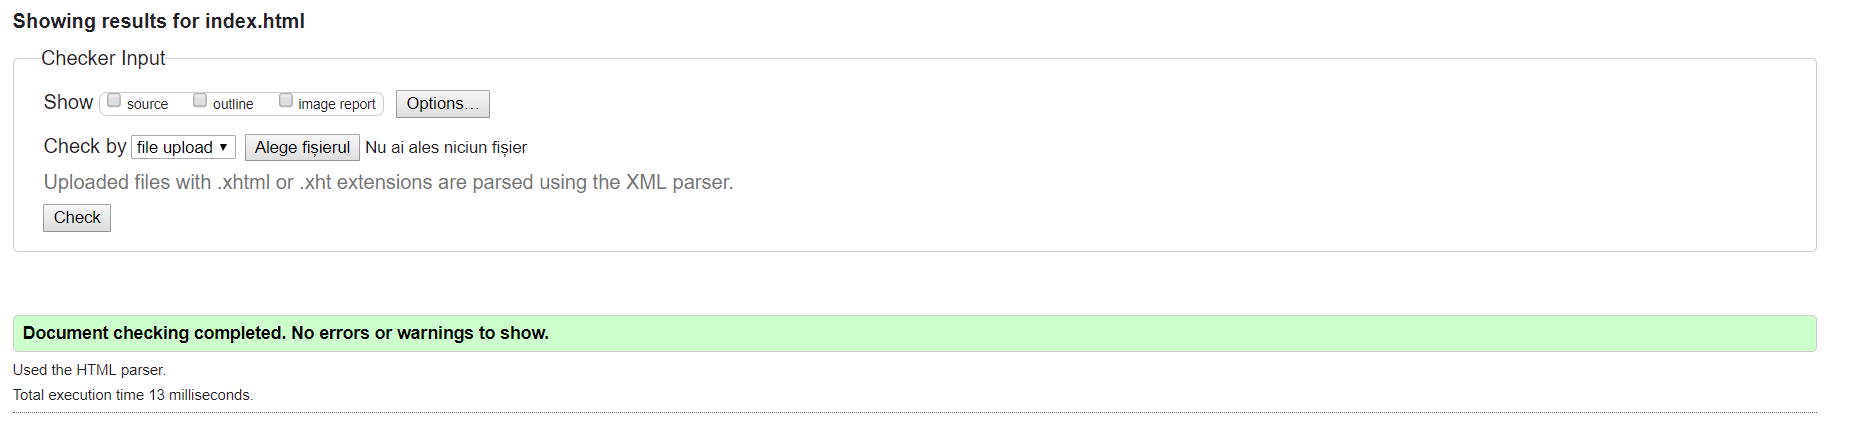 Showing results for index.html
Checker Input
Show source outline image report Options...
Check by file upload Alege fișierul Nu ai ales niciun fișier
Uploaded files with .xhtml or .xht extensions are parsed using the XML parser.
Check
Document checking completed. No errors or warnings to show.
Used the HTML parser.
Total execution time 13 milliseconds.